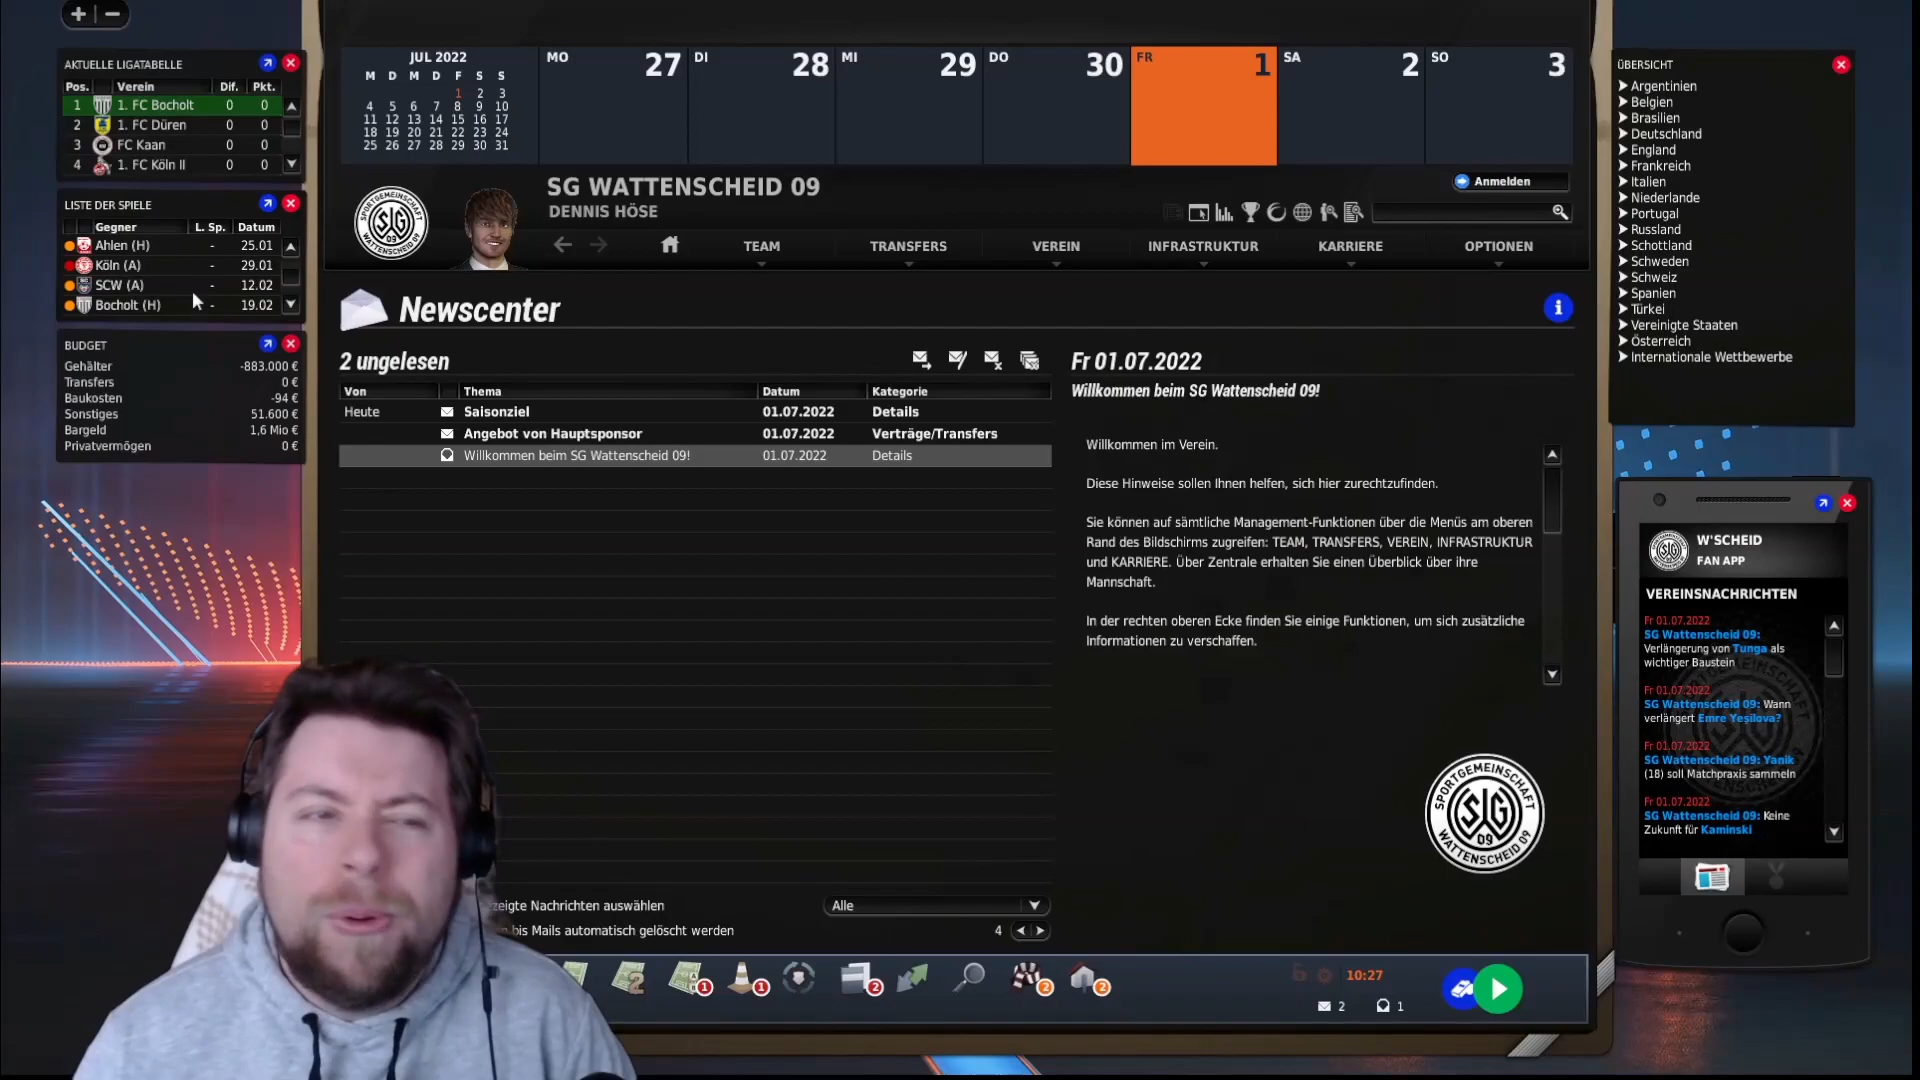 AKTUELLE LIGATABELLE
Pos. Verein Dif. Pkt.
1 1. FC Bocholt 0 0
2 1. FC Düren 0 0
3 FC Kaan 0 0
4 1. FC Köln II 0 0
LISTE DER SPIELE
Gegner L. Sp. Datum
Ahlen (H) - 25.01
Köln (A) - 29.01
SCW (A) - 12.02
Bocholt (H) - 19.02
BUDGET
Gehälter -883.000 €
Transfers 0 €
Baukosten -94 €
Sonstiges 51.600 €
Bargeld 1,6 Mio €
Privatvermögen 0 €
JUL 2022
M D M D F S S
1 2 3
4 5 6 7 8 9 10
11 12 13 14 15 16 17
18 19 20 21 22 23 24
25 26 27 28 29 30 31
MO 27 DI 28 MI 29 DO 30 FR 1 SA 2 SO 3
SG WATTENSCHEID 09
DENNIS HÖSE
Anmelden
TEAM TRANSFERS VEREIN INFRASTRUKTUR KARRIERE OPTIONEN
Newscenter
2 ungelesen
Von Thema Datum Kategorie
Heute Saisonziel 01.07.2022 Details
Angebot von Hauptsponsor 01.07.2022 Verträge/Transfers
Willkommen beim SG Wattenscheid 09! 01.07.2022 Details
Fr 01.07.2022
Willkommen beim SG Wattenscheid 09!
Willkommen im Verein.
Diese Hinweise sollen Ihnen helfen, sich hier zurechtzufinden.
Sie können auf sämtliche Management-Funktionen über die Menüs am oberen
Rand des Bildschirms zugreifen: TEAM, TRANSFERS, VEREIN, INFRASTRUKTUR
und KARRIERE. Über Zentrale erhalten Sie einen Überblick über ihre
Mannschaft.
In der rechten oberen Ecke finden Sie einige Funktionen, um sich zusätzliche
Informationen zu verschaffen.
SPORTGEMEINSCHAFT
SG
09
WATTENSCHEID 09
zeigte Nachrichten auswählen Alle
n bis Mails automatisch gelöscht werden 4
2 1 1 2 2 2
10:27
2 1
ÜBERSICHT
Argentinien
Belgien
Brasilien
Deutschland
England
Frankreich
Italien
Niederlande
Portugal
Russland
Schottland
Schweden
Schweiz
Spanien
Türkei
Vereinigte Staaten
Österreich
Internationale Wettbewerbe
W'SCHEID
FAN APP
VEREINSNACHRICHTEN
Fr 01.07.2022
SG Wattenscheid 09:
Verlängerung von Tunga als
wichtiger Baustein
Fr 01.07.2022
SG Wattenscheid 09: Wann
verlängert Emre Yeşilova?
Fr 01.07.2022
SG Wattenscheid 09: Yanik
(18) soll Matchpraxis sammeln
Fr 01.07.2022
SG Wattenscheid 09: Keine
Zukunft für Kaminski